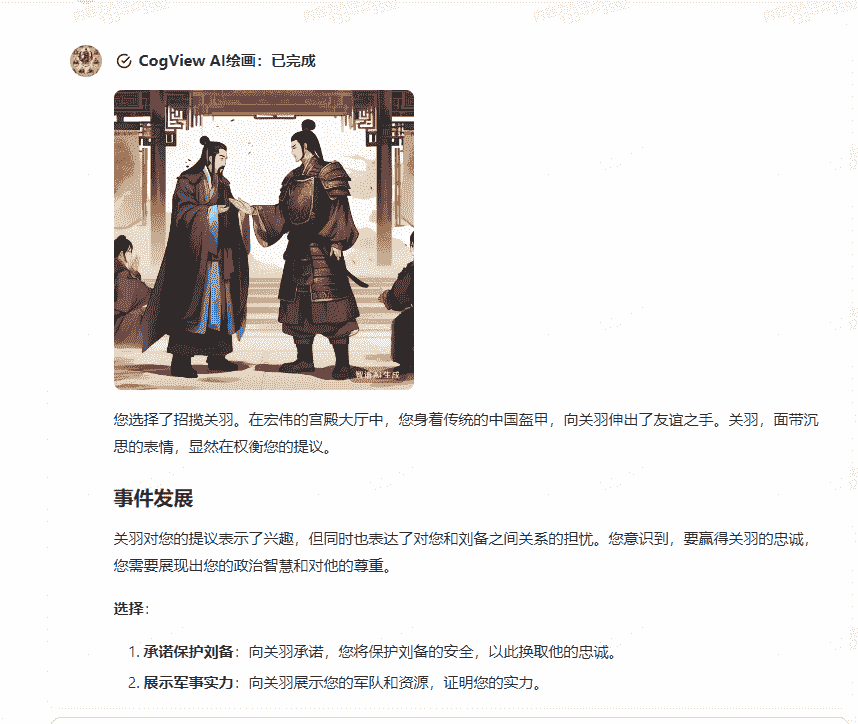 CogView AI绘画：已完成
智谱AI生成
您选择了招揽关羽。在宏伟的宫殿大厅中，您身着传统的中国盔甲，向关羽伸出了友谊之手。关羽，面带沉
思的表情，显然在权衡您的提议。
事件发展
关羽对您的提议表示了兴趣，但同时也表达了对您和刘备之间关系的担忧。您意识到，要赢得关羽的忠诚，
您需要展现出您的政治智慧和对他的尊重。
选择：
1. 承诺保护刘备：向关羽承诺，您将保护刘备的安全，以此换取他的忠诚。
2. 展示军事实力：向关羽展示您的军队和资源，证明您的实力。